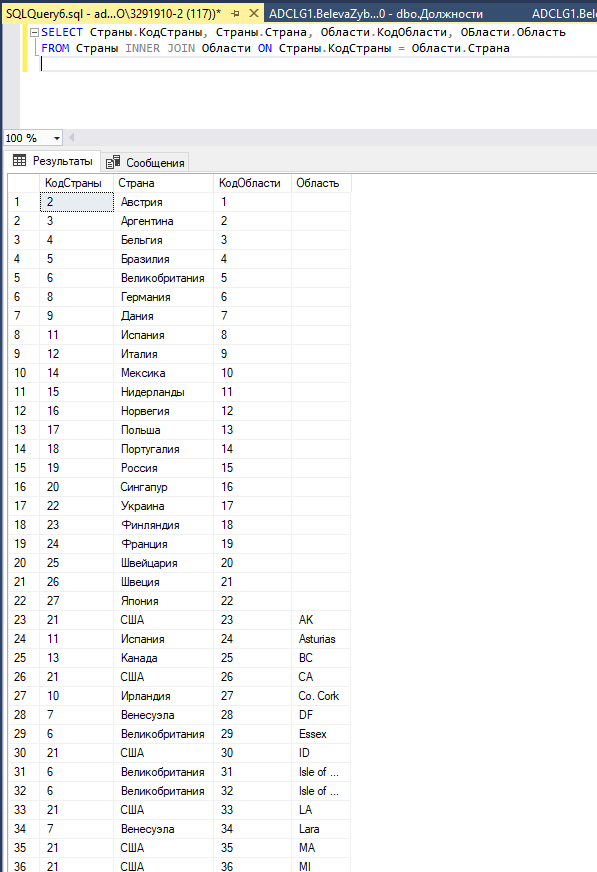 SQLQuery6.sql - ad...O\3291910-2 (117))* ADCLG1.BelevaZyb...0 - dbo.Должности ADCLG1.Bele
SELECT Страны.КодСтраны, Страны.Страна, Области.КодОбласти, ОБласти.Область
FROM Страны INNER JOIN Области ON Страны.КодСтраны = Области.Страна
100 %
Результаты Сообщения
КодСтраны Страна КодОбласти Область
1 2 Австрия 1
2 3 Аргентина 2
3 4 Бельгия 3
4 5 Бразилия 4
5 6 Великобритания 5
6 8 Германия 6
7 9 Дания 7
8 11 Испания 8
9 12 Италия 9
10 14 Мексика 10
11 15 Нидерланды 11
12 16 Норвегия 12
13 17 Польша 13
14 18 Португалия 14
15 19 Россия 15
16 20 Сингапур 16
17 22 Украина 17
18 23 Финляндия 18
19 24 Франция 19
20 25 Швейцария 20
21 26 Швеция 21
22 27 Япония 22
23 21 США 23 AK
24 11 Испания 24 Asturias
25 13 Канада 25 BC
26 21 США 26 CA
27 10 Ирландия 27 Co. Cork
28 7 Венесуэла 28 DF
29 6 Великобритания 29 Essex
30 21 США 30 ID
31 6 Великобритания 31 Isle of ...
32 6 Великобритания 32 Isle of ...
33 21 США 33 LA
34 7 Венесуэла 34 Lara
35 21 США 35 MA
36 21 США 36 MI